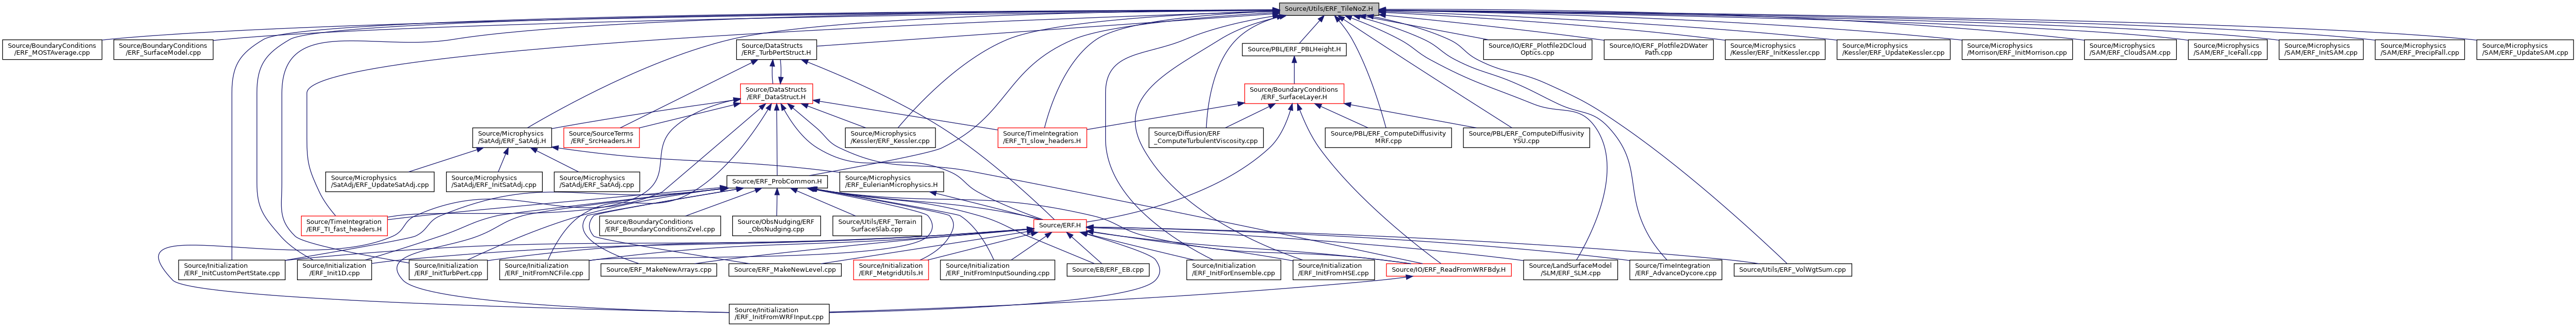 Source/Utils/ERF_TileNoZ.H
Source/BoundaryConditions
/ERF_MOSTAverage.cpp
Source/BoundaryConditions
/ERF_SurfaceModel.cpp
Source/DataStructs
/ERF_TurbPertStruct.H
Source/PBL/ERF_PBLHeight.H
Source/IO/ERF_Plotfile2DCloud
Optics.cpp
Source/IO/ERF_Plotfile2DWater
Path.cpp
Source/Microphysics
/Kessler/ERF_InitKessler.cpp
Source/Microphysics
/Kessler/ERF_UpdateKessler.cpp
Source/Microphysics
/Morrison/ERF_InitMorrison.cpp
Source/Microphysics
/SAM/ERF_CloudSAM.cpp
Source/Microphysics
/SAM/ERF_IceFall.cpp
Source/Microphysics
/SAM/ERF_InitSAM.cpp
Source/Microphysics
/SAM/ERF_PrecipFall.cpp
Source/Microphysics
/SAM/ERF_UpdateSAM.cpp
Source/DataStructs
/ERF_DataStruct.H
Source/BoundaryConditions
/ERF_SurfaceLayer.H
Source/Microphysics
/SatAdj/ERF_SatAdj.H
Source/SourceTerms
/ERF_SrcHeaders.H
Source/Microphysics
/Kessler/ERF_Kessler.cpp
Source/TimeIntegration
/ERF_TI_slow_headers.H
Source/Diffusion/ERF
_ComputeTurbulentViscosity.cpp
Source/PBL/ERF_ComputeDiffusivity
MRF.cpp
Source/PBL/ERF_ComputeDiffusivity
YSU.cpp
Source/Microphysics
/SatAdj/ERF_UpdateSatAdj.cpp
Source/Microphysics
/SatAdj/ERF_InitSatAdj.cpp
Source/Microphysics
/SatAdj/ERF_SatAdj.cpp
Source/ERF_ProbCommon.H
Source/Microphysics
/ERF_EulerianMicrophysics.H
Source/TimeIntegration
/ERF_TI_fast_headers.H
Source/BoundaryConditions
/ERF_BoundaryConditionsZvel.cpp
Source/ObsNudging/ERF
_ObsNudging.cpp
Source/Utils/ERF_Terrain
SurfaceSlab.cpp
Source/ERF.H
Source/Initialization
/ERF_InitCustomPertState.cpp
Source/Initialization
/ERF_Init1D.cpp
Source/Initialization
/ERF_InitTurbPert.cpp
Source/Initialization
/ERF_InitFromNCFile.cpp
Source/ERF_MakeNewArrays.cpp
Source/ERF_MakeNewLevel.cpp
Source/Initialization
/ERF_MetgridUtils.H
Source/Initialization
/ERF_InitFromInputSounding.cpp
Source/EB/ERF_EB.cpp
Source/Initialization
/ERF_InitForEnsemble.cpp
Source/Initialization
/ERF_InitFromHSE.cpp
Source/IO/ERF_ReadFromWRFBdy.H
Source/LandSurfaceModel
/SLM/ERF_SLM.cpp
Source/TimeIntegration
/ERF_AdvanceDycore.cpp
Source/Utils/ERF_VolWgtSum.cpp
Source/Initialization
/ERF_InitFromWRFInput.cpp